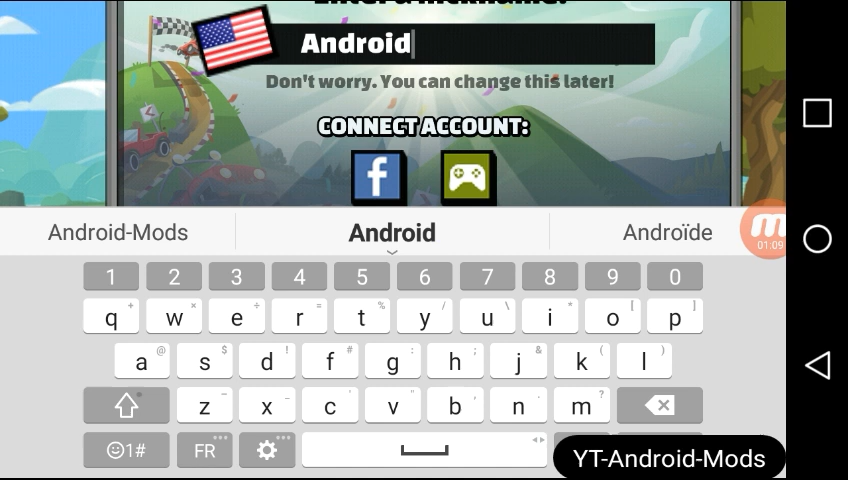 Android
Don't worry. You can change this later!
CONNECT ACCOUNT:
f
Android-Mods Android Androïde
01:09
1 2 3 4 5 6 7 8 9 0
+ × ÷ = % / \ * [ ]
q w e r t y u i o p
@ $ ! # : ; & ( )
a s d f g h j k l
z x c v b n m ?
☺1# FR
YT-Android-Mods